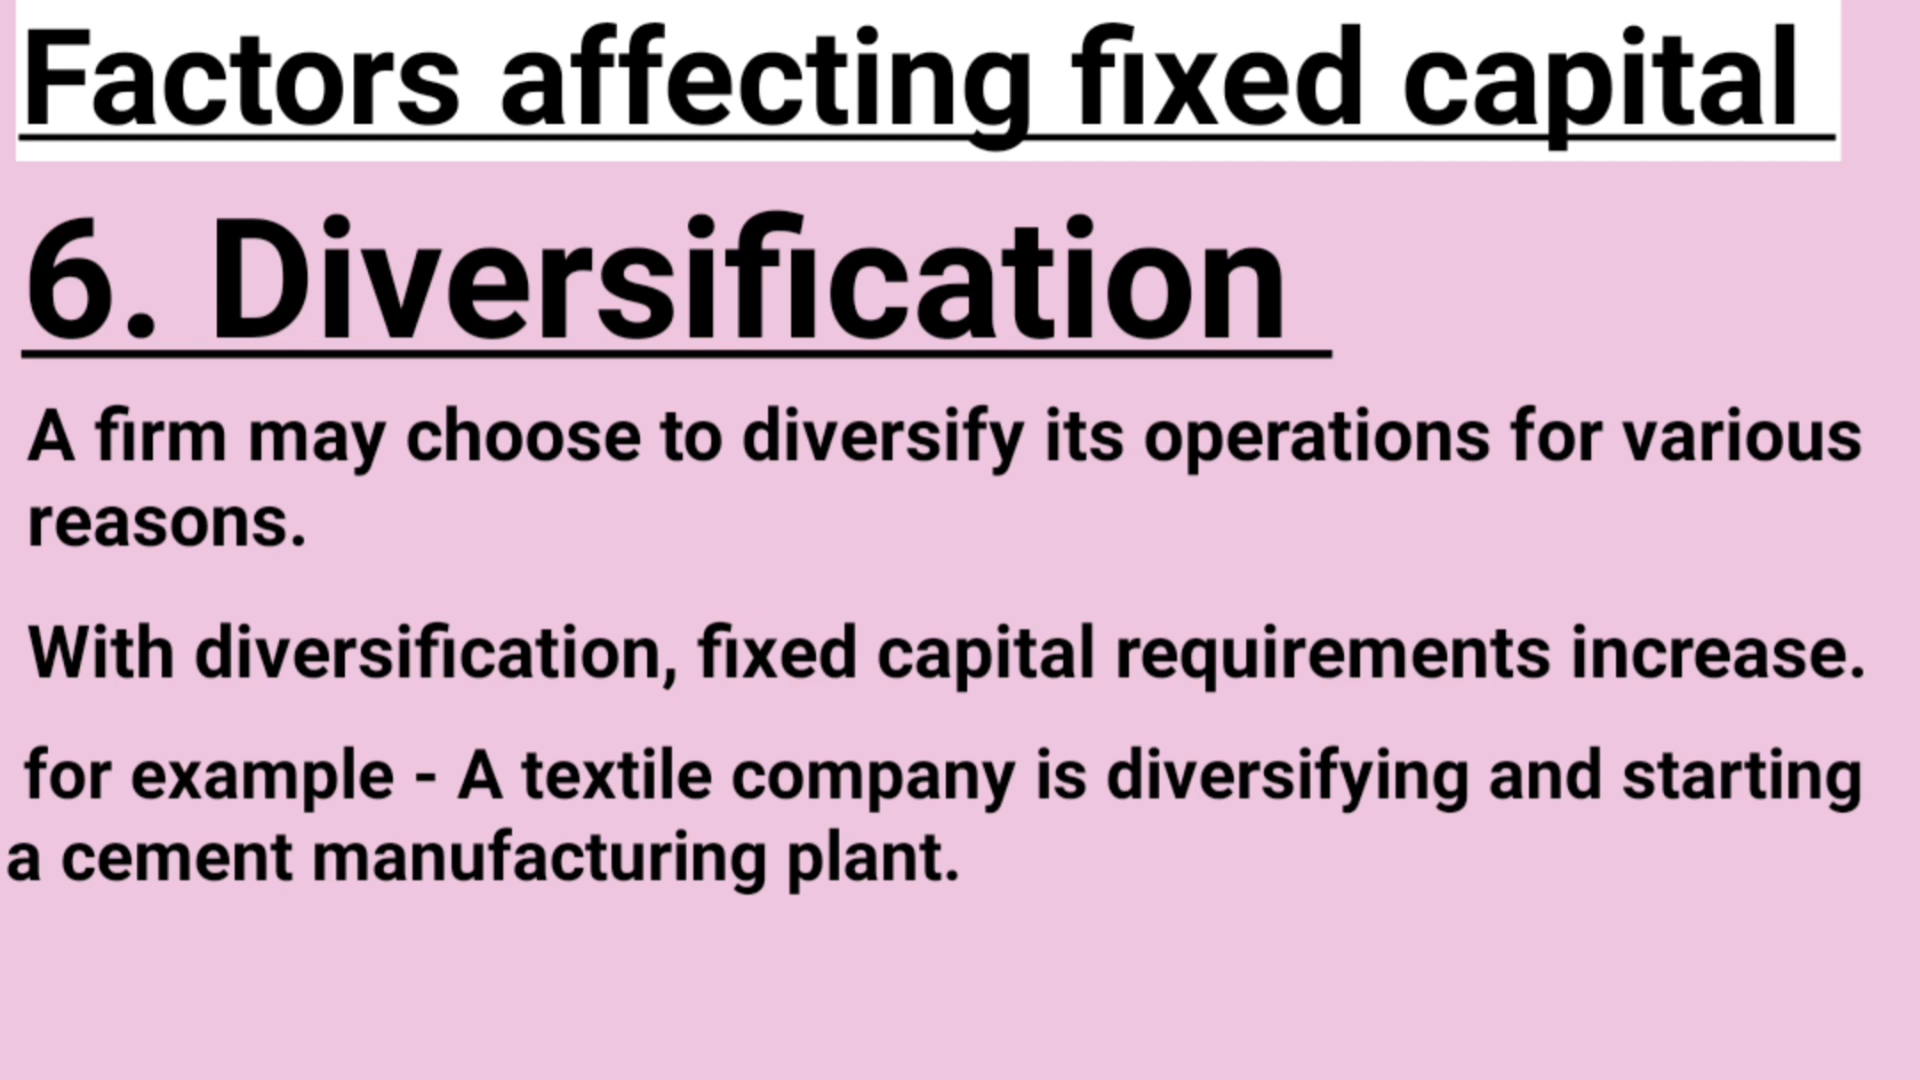 Factors affecting fixed capital
6. Diversification
A firm may choose to diversify its operations for various
reasons.
With diversification, fixed capital requirements increase.
for example - A textile company is diversifying and starting
a cement manufacturing plant.